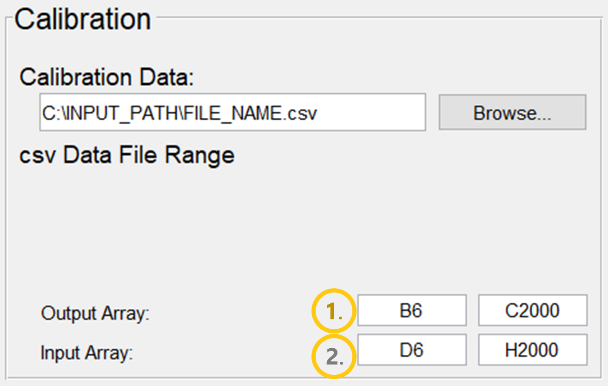 Calibration
Calibration Data:
C:\INPUT_PATH\FILE_NAME.csv Browse...
csv Data File Range
Output Array: 1. B6 C2000
Input Array: 2. D6 H2000